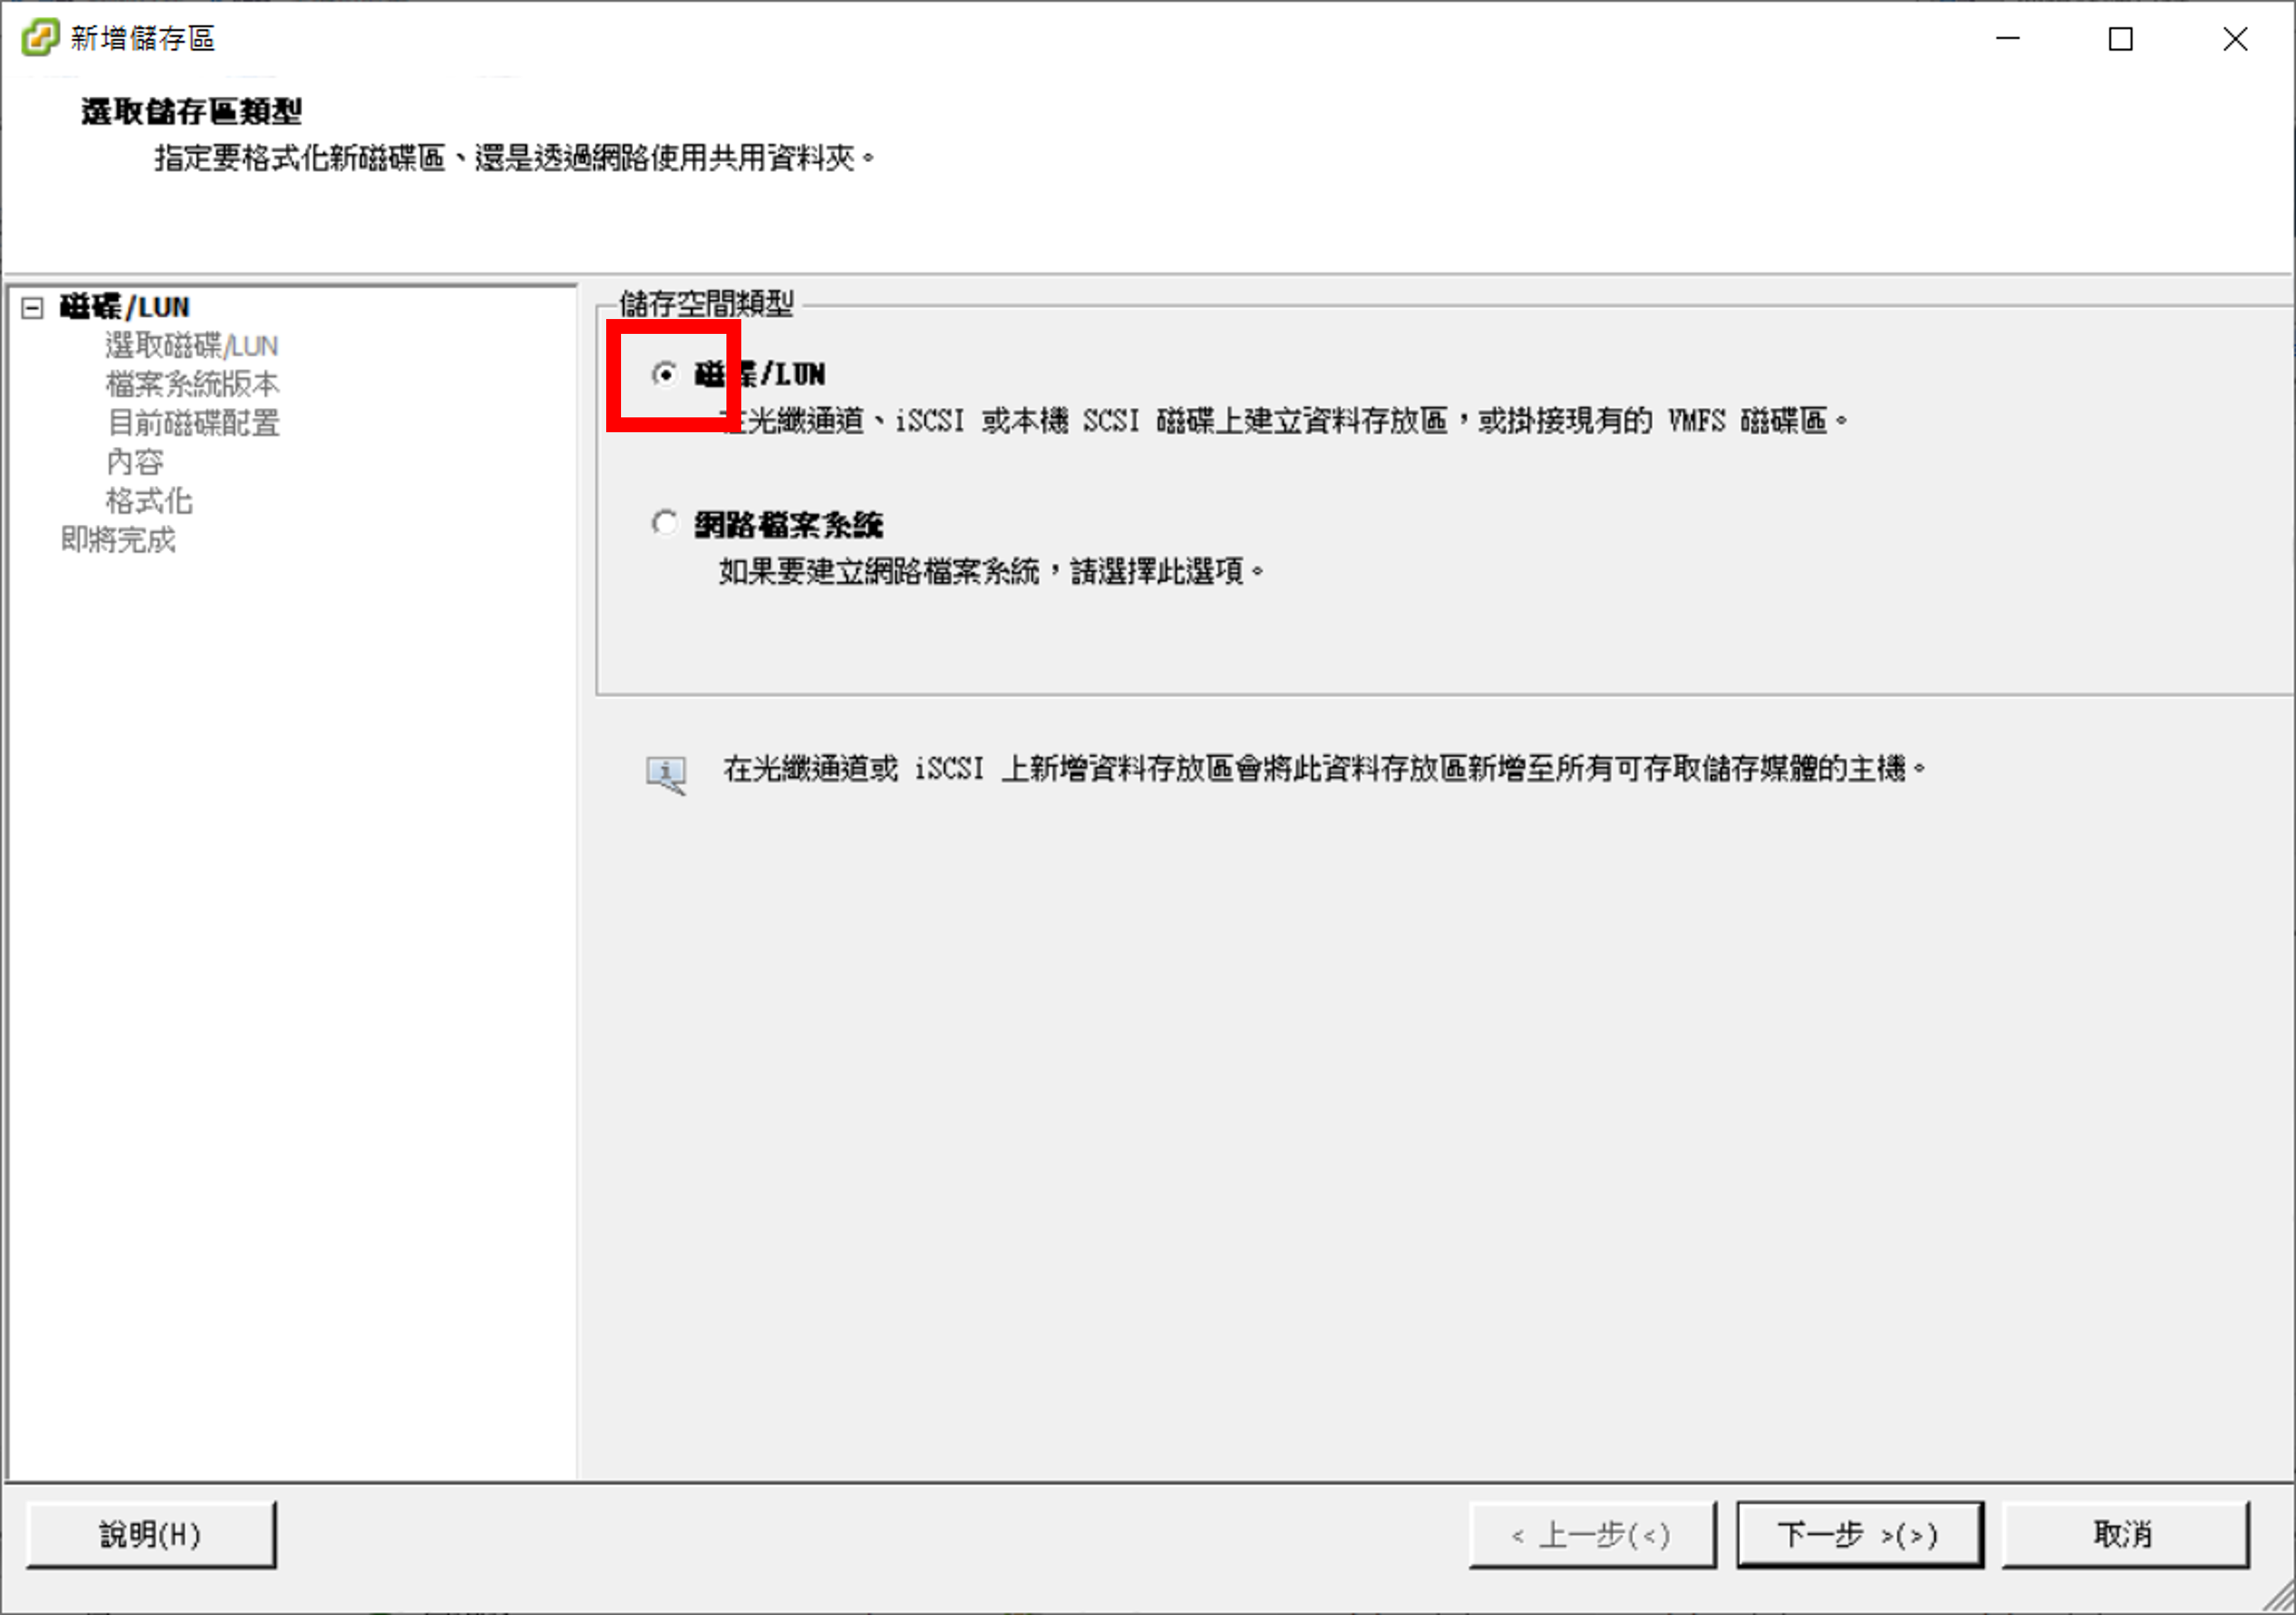 新增儲存區
選取儲存區類型
指定要格式化新磁碟區、還是透過網路使用共用資料夾。
磁碟/LUN
選取磁碟/LUN
檔案系統版本
目前磁碟配置
內容
格式化
即將完成
儲存空間類型
磁碟/LUN
在光纖通道、iSCSI 或本機 SCSI 磁碟上建立資料存放區，或掛接現有的 VMFS 磁碟區。
網路檔案系統
如果要建立網路檔案系統，請選擇此選項。
在光纖通道或 iSCSI 上新增資料存放區會將此資料存放區新增至所有可存取儲存媒體的主機。
說明(H)
< 上一步(<)
下一步 >(>)
取消